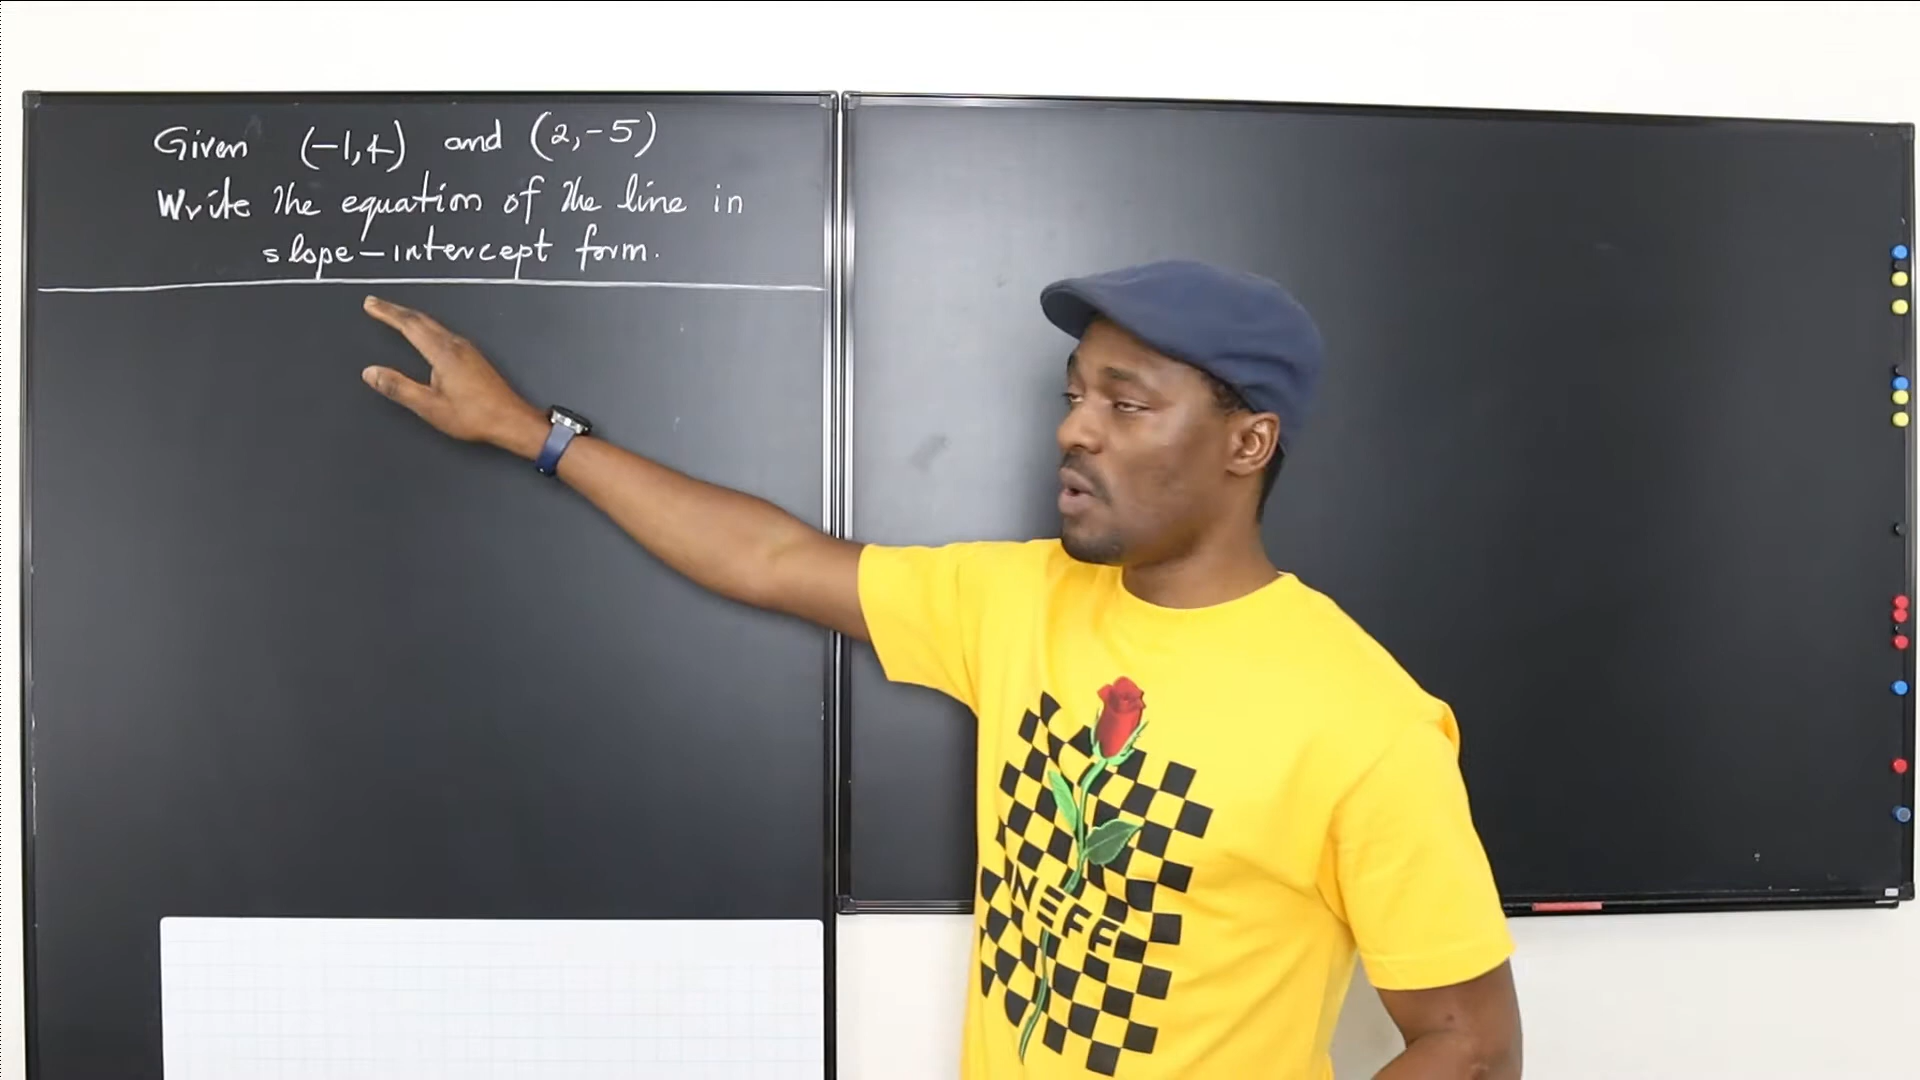 Given (-1,4) and (2,-5)
Write the equation of the line in
slope-intercept form.
NEFF